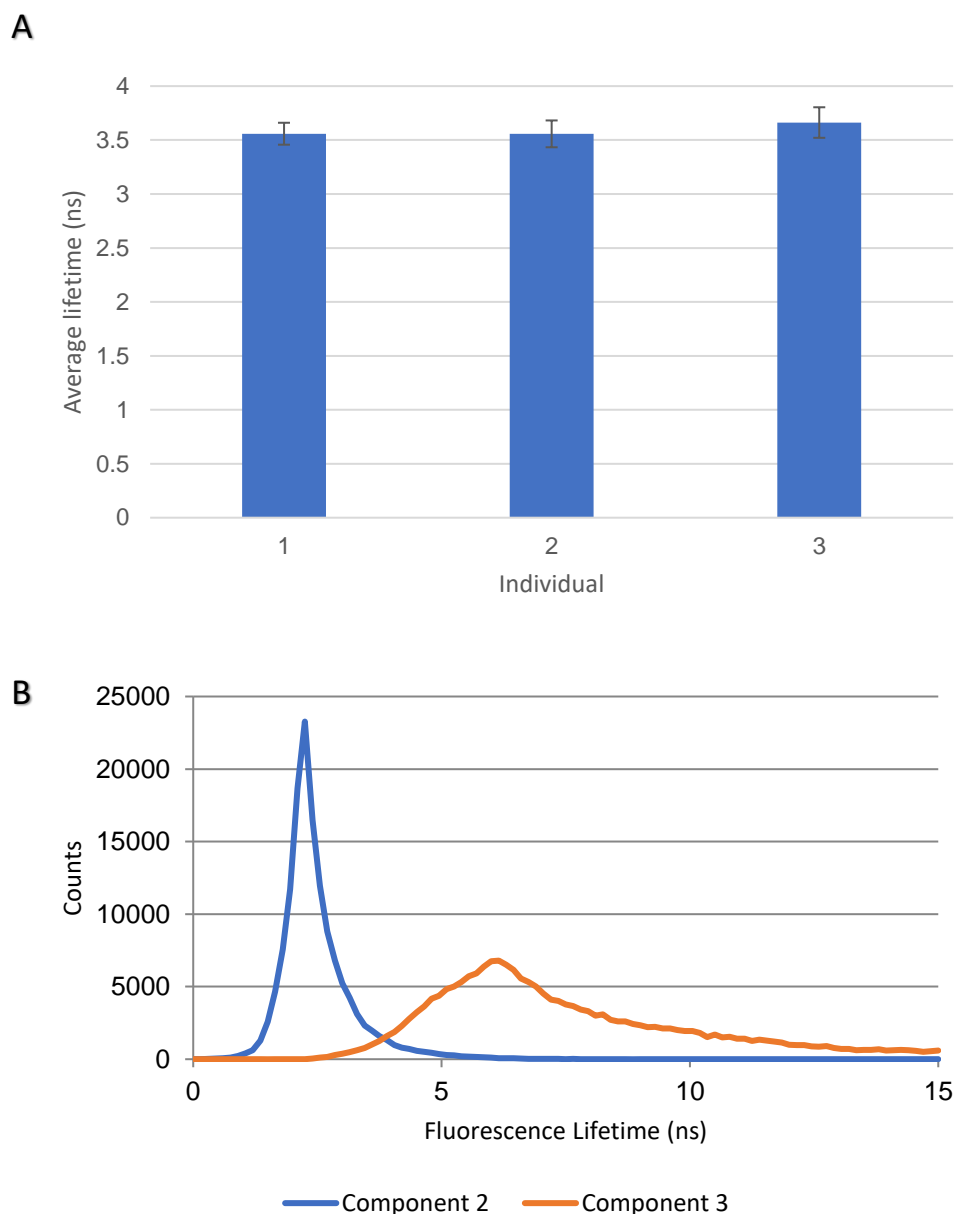 A
4
3.5
3
2.5
2
1.5
1
0.5
0
Average lifetime (ns)
1 2 3
Individual
B
25000
20000
15000
10000
5000
0
Counts
0 5 10 15
Fluorescence Lifetime (ns)
Component 2 Component 3